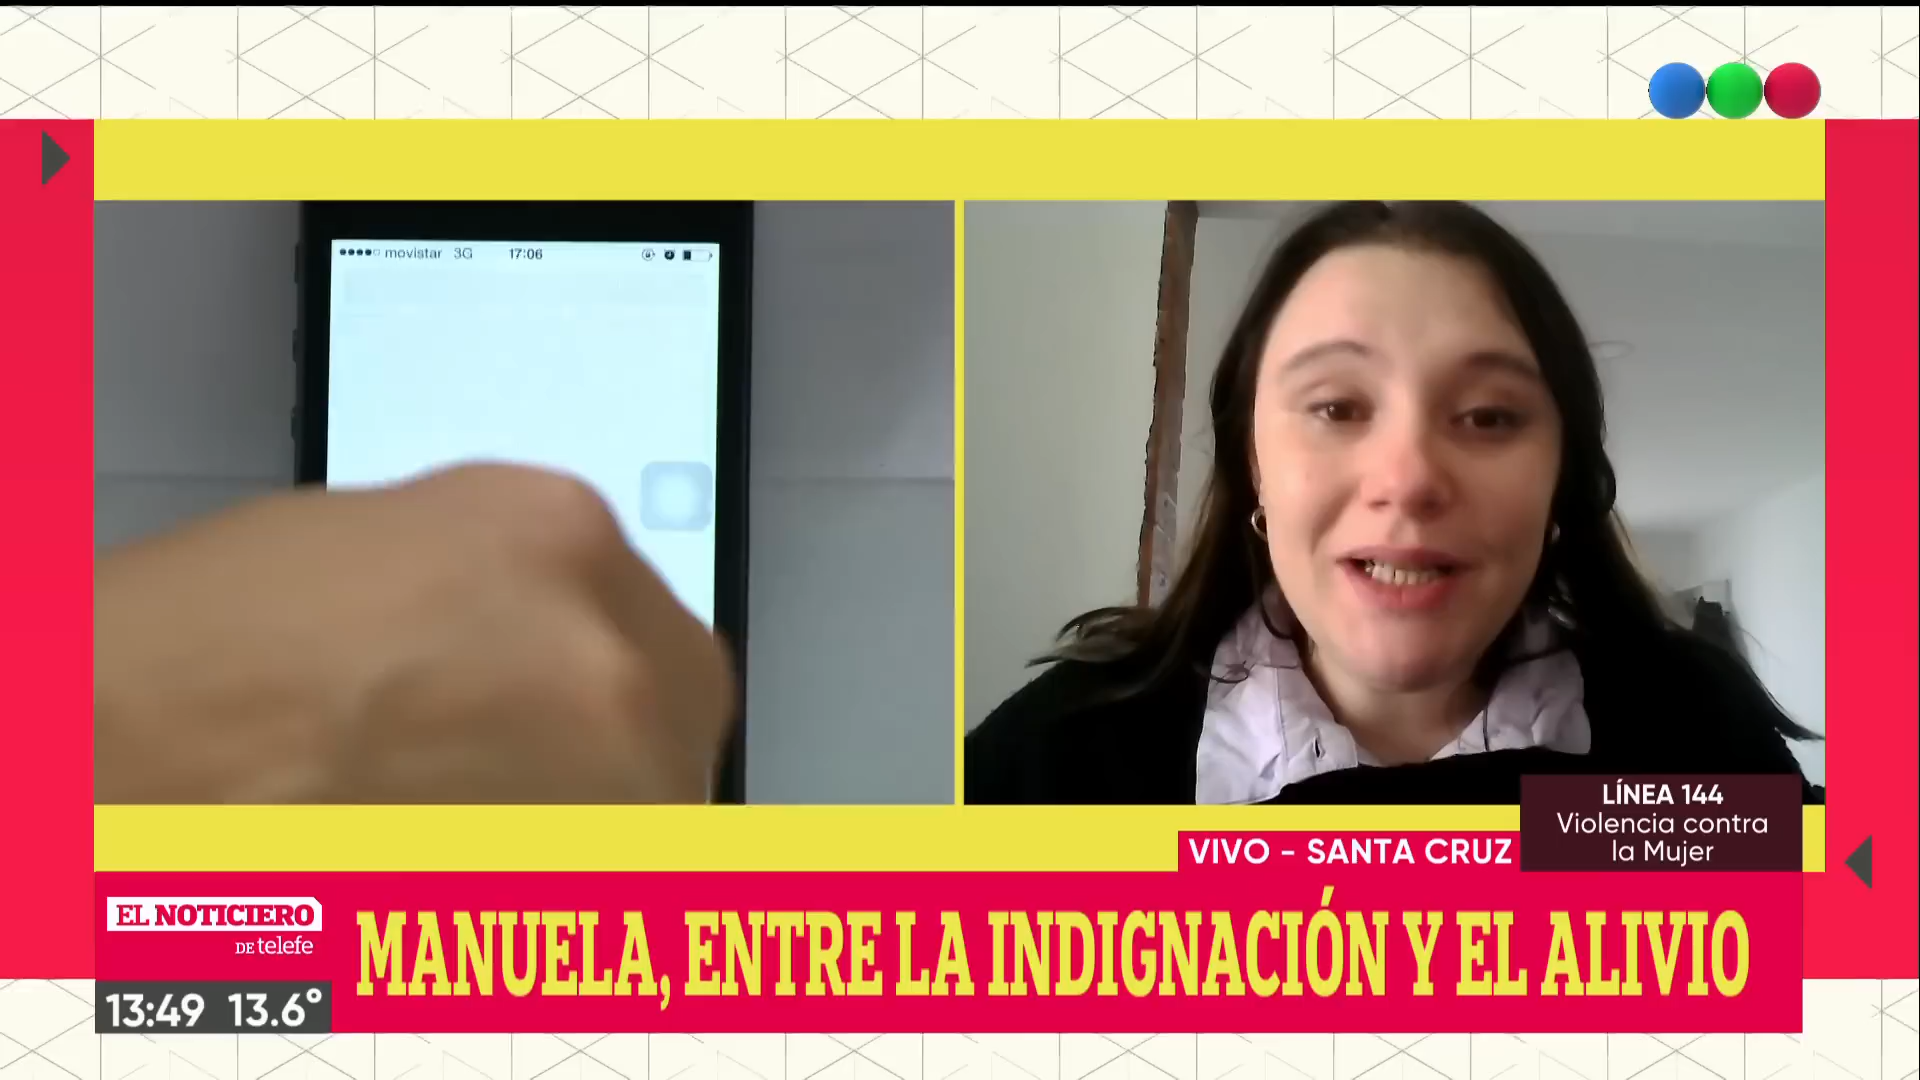 movistar 3G 17:06
LÍNEA 144
Violencia contra
la Mujer
VIVO - SANTA CRUZ
EL NOTICIERO
DE telefe
MANUELA, ENTRE LA INDIGNACIÓN Y EL ALIVIO
13:49 13.6°